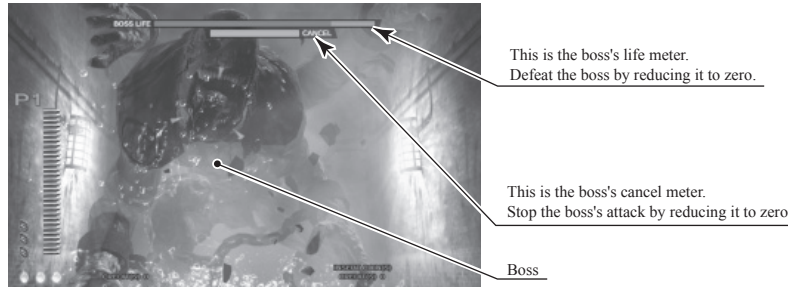 BOSS LIFE
CANCEL
This is the boss's life meter.
Defeat the boss by reducing it to zero.
P1
This is the boss's cancel meter.
Stop the boss's attack by reducing it to zero
Boss